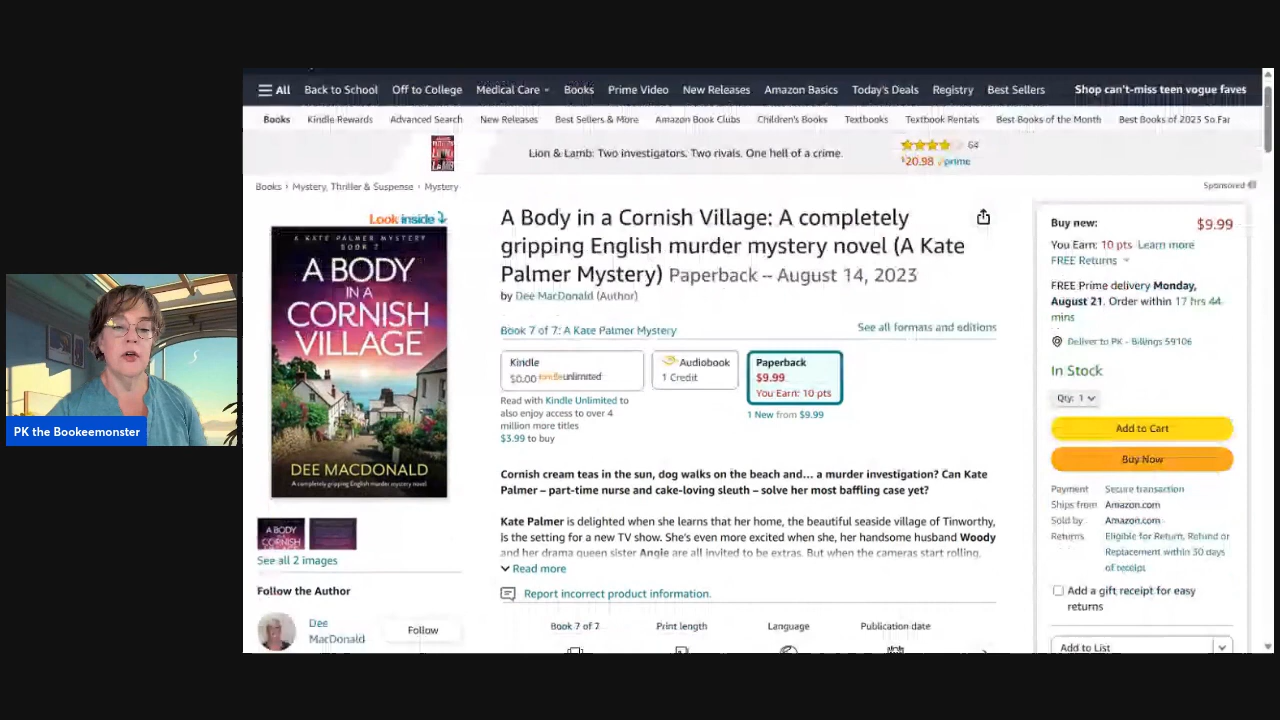 All Back to School Off to College Medical Care Books Prime Video New Releases Amazon Basics Today's Deals Registry Best Sellers Shop can't-miss teen vogue faves
Books Kindle Rewards Advanced Search New Releases Best Sellers & More Amazon Book Clubs Children's Books Textbooks Textbook Rentals Best Books of the Month Best Books of 2023 So Far
Lion & Lamb: Two investigators. Two rivals. One hell of a crime.
64
$20.98 prime
Books › Mystery, Thriller & Suspense › Mystery
Sponsored
Look inside
A KATE PALMER MYSTERY
BOOK 7
A BODY
IN A
CORNISH
VILLAGE
DEE MACDONALD
A completely gripping English murder mystery novel
See all 2 images
Follow the Author
Dee
MacDonald
Follow
A Body in a Cornish Village: A completely
gripping English murder mystery novel (A Kate
Palmer Mystery) Paperback – August 14, 2023
by Dee MacDonald (Author)
Book 7 of 7: A Kate Palmer Mystery
See all formats and editions
Kindle
$0.00 kindleunlimited
Audiobook
1 Credit
Paperback
$9.99
You Earn: 10 pts
Read with Kindle Unlimited to
also enjoy access to over 4
million more titles
$3.99 to buy
1 New from $9.99
Cornish cream teas in the sun, dog walks on the beach and... a murder investigation? Can Kate
Palmer – part-time nurse and cake-loving sleuth – solve her most baffling case yet?
Kate Palmer is delighted when she learns that her home, the beautiful seaside village of Tinworthy,
is the setting for a new TV show. She's even more excited when she, her handsome husband Woody
and her drama queen sister Angie are all invited to be extras. But when the cameras start rolling,
Read more
Report incorrect product information.
Book 7 of 7 Print length Language Publication date
Buy new: $9.99
You Earn: 10 pts Learn more
FREE Returns
FREE Prime delivery Monday,
August 21. Order within 17 hrs 44
mins
Deliver to PK - Billings 59106
In Stock
Qty: 1
Add to Cart
Buy Now
Payment Secure transaction
Ships from Amazon.com
Sold by Amazon.com
Returns Eligible for Return, Refund or
Replacement within 30 days
of receipt
Add a gift receipt for easy
returns
Add to List
PK the Bookeemonster